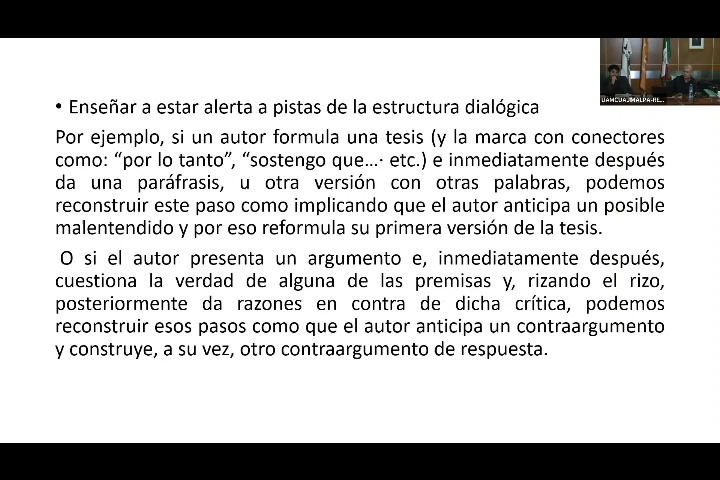 UAMCUAJIMALPA-RE...
• Enseñar a estar alerta a pistas de la estructura dialógica
Por ejemplo, si un autor formula una tesis (y la marca con conectores
como: “por lo tanto”, “sostengo que…· etc.) e inmediatamente después
da una paráfrasis, u otra versión con otras palabras, podemos
reconstruir este paso como implicando que el autor anticipa un posible
malentendido y por eso reformula su primera versión de la tesis.
O si el autor presenta un argumento e, inmediatamente después,
cuestiona la verdad de alguna de las premisas y, rizando el rizo,
posteriormente da razones en contra de dicha crítica, podemos
reconstruir esos pasos como que el autor anticipa un contraargumento
y construye, a su vez, otro contraargumento de respuesta.